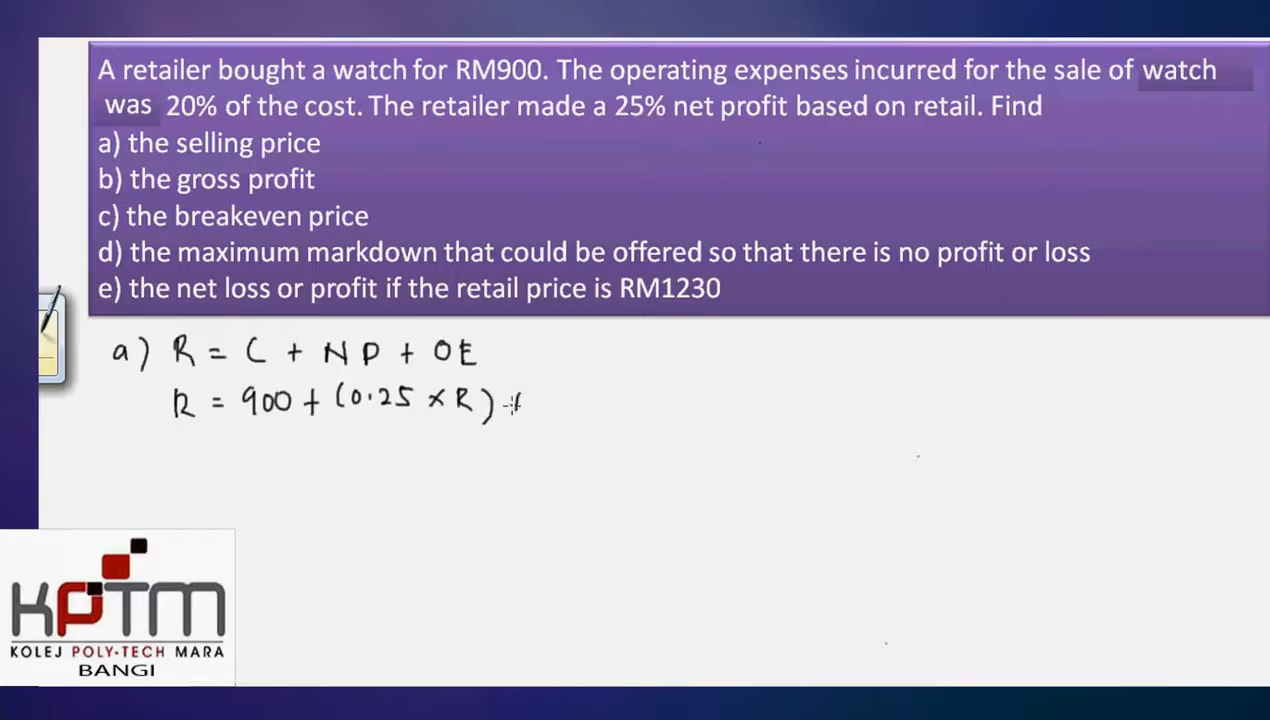 A retailer bought a watch for RM900. The operating expenses incurred for the sale of watch
was 20% of the cost. The retailer made a 25% net profit based on retail. Find
a) the selling price
b) the gross profit
c) the breakeven price
d) the maximum markdown that could be offered so that there is no profit or loss
e) the net loss or profit if the retail price is RM1230
a) R = C + NP + OE
R = 900 + (0.25 × R) +
KPTM
KOLEJ POLY-TECH MARA
BANGI